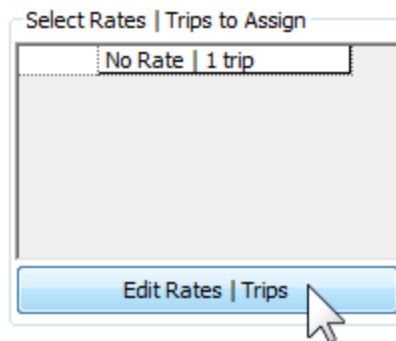 Select Rates | Trips to Assign
No Rate | 1 trip
Edit Rates | Trips